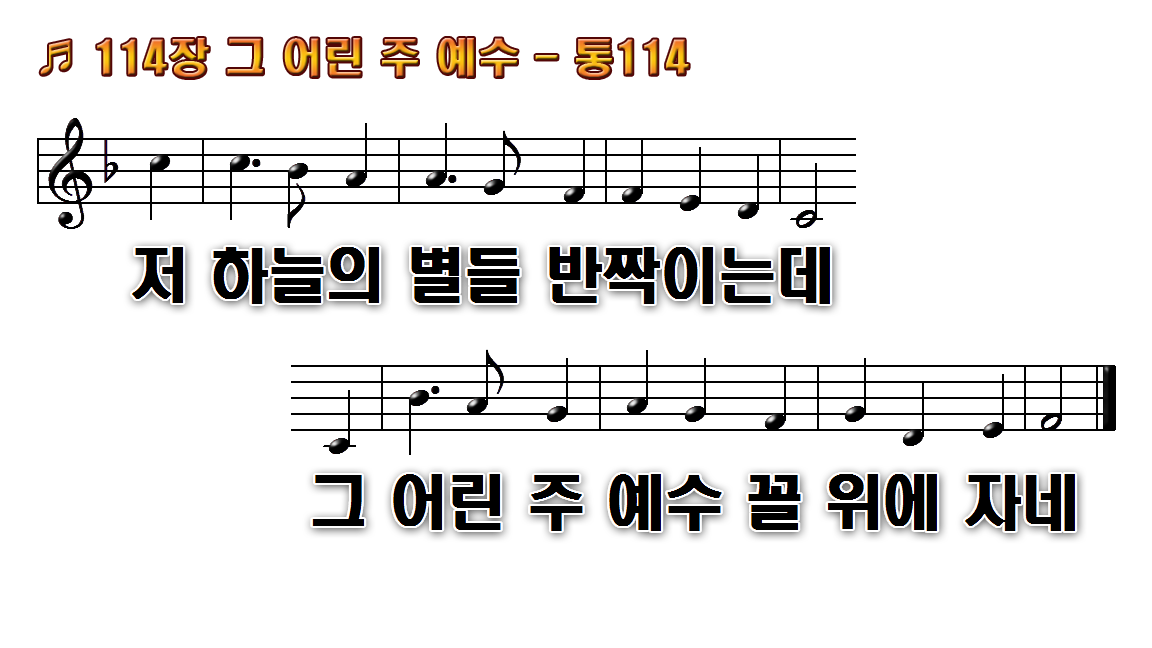 ♬ 114장 그 어린 주 예수 - 통114
저 하늘의 별들 반짝이는데
그 어린 주 예수 꼴 위에 자네